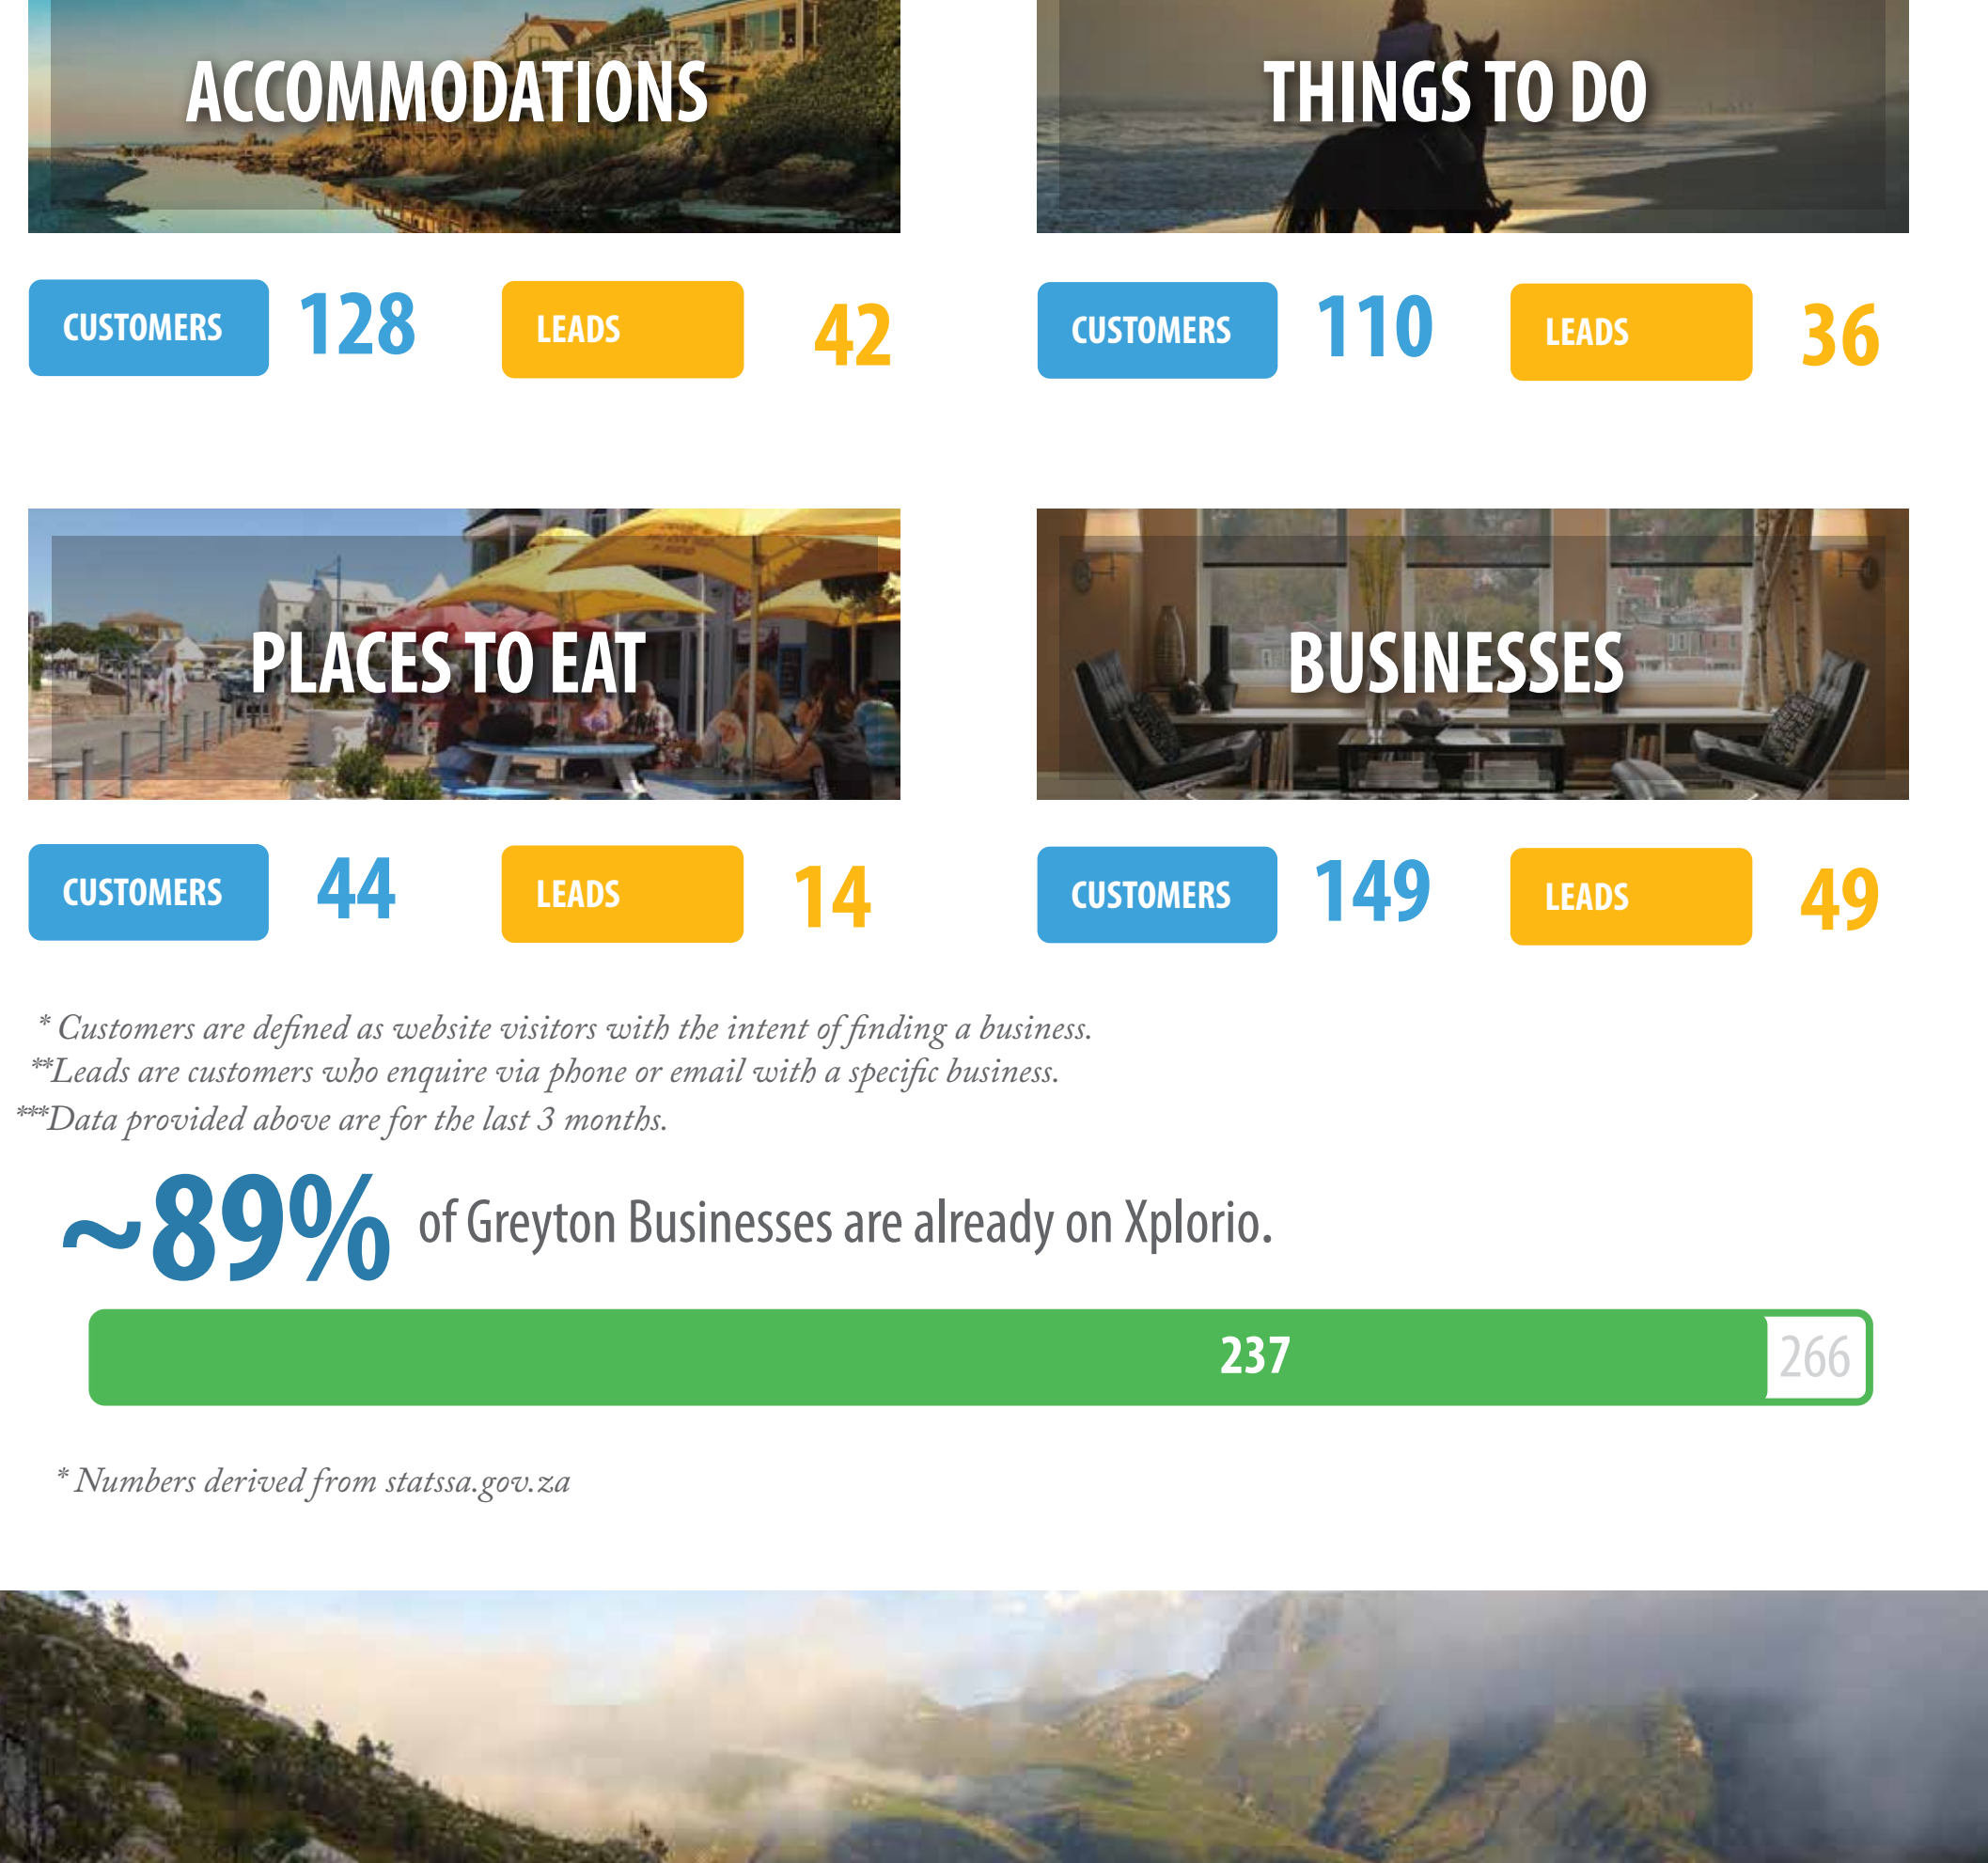 ACCOMMODATIONS
THINGS TO DO
CUSTOMERS 128 LEADS 42
CUSTOMERS 110 LEADS 36
PLACES TO EAT
BUSINESSES
CUSTOMERS 44 LEADS 14
CUSTOMERS 149 LEADS 49
* Customers are defined as website visitors with the intent of finding a business.
**Leads are customers who enquire via phone or email with a specific business.
***Data provided above are for the last 3 months.
~89% of Greyton Businesses are already on Xplorio.
237 266
* Numbers derived from statssa.gov.za